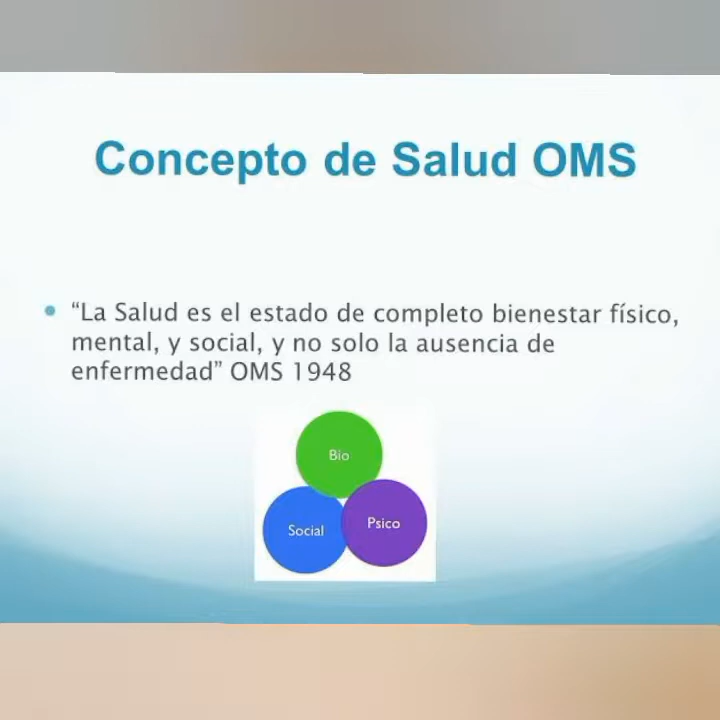 Concepto de Salud OMS
“La Salud es el estado de completo bienestar físico,
mental, y social, y no solo la ausencia de
enfermedad” OMS 1948
Bio
Social
Psico